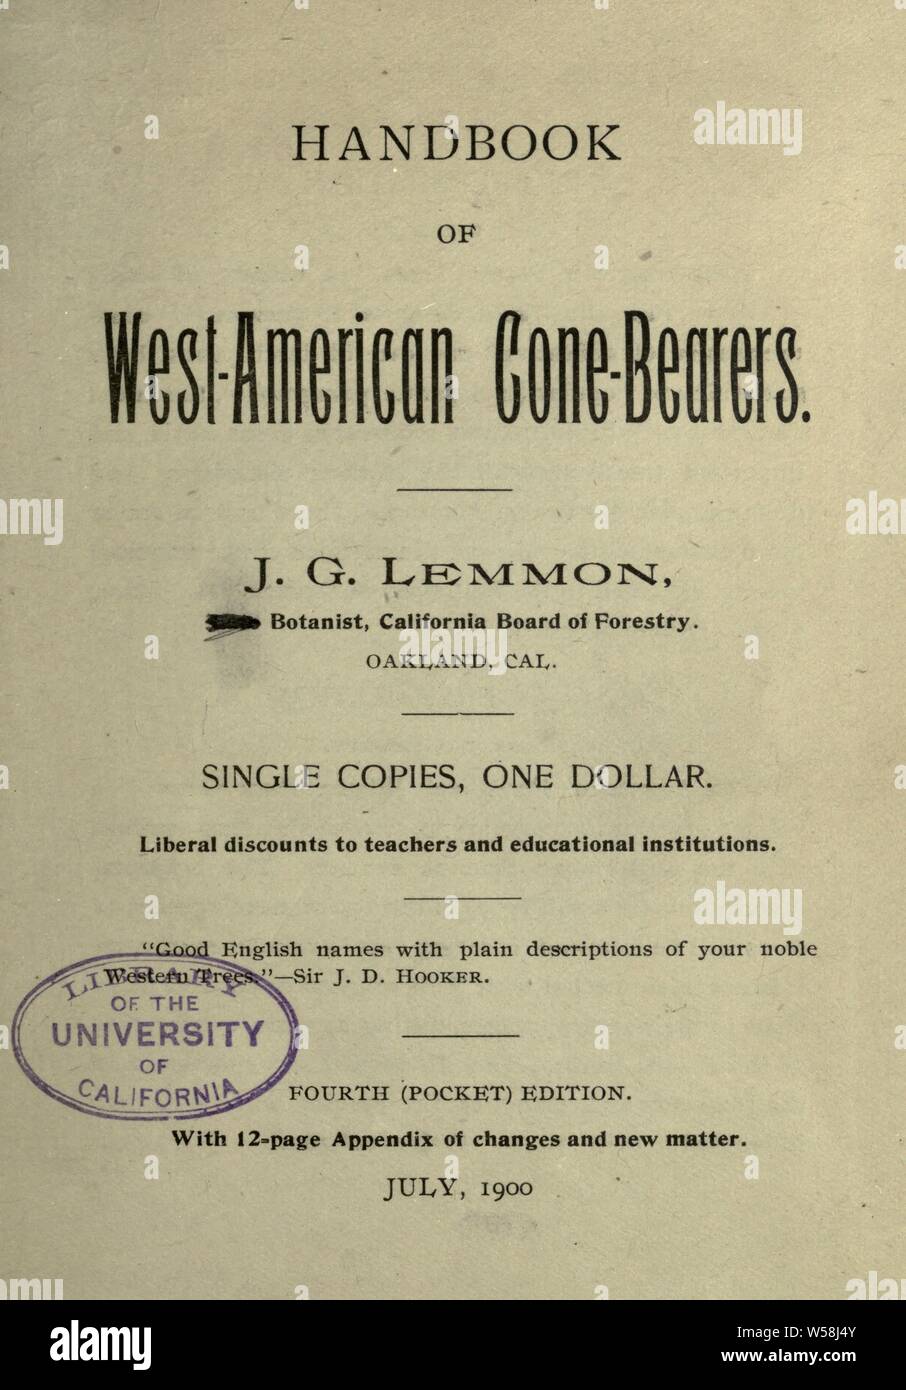 HANDBOOK
OF
West-American Cone-Bearers.
J. G. LEMMON,
Botanist, California Board of Forestry.
OAKLAND, CAL.
SINGLE COPIES, ONE DOLLAR.
Liberal discounts to teachers and educational institutions.
"Good English names with plain descriptions of your noble
Western Trees."—Sir J. D. HOOKER.
LIBRARY
OF THE
UNIVERSITY
OF
CALIFORNIA
FOURTH (POCKET) EDITION.
With 12-page Appendix of changes and new matter.
JULY, 1900
alamy
Image ID: W58J4Y
www.alamy.com